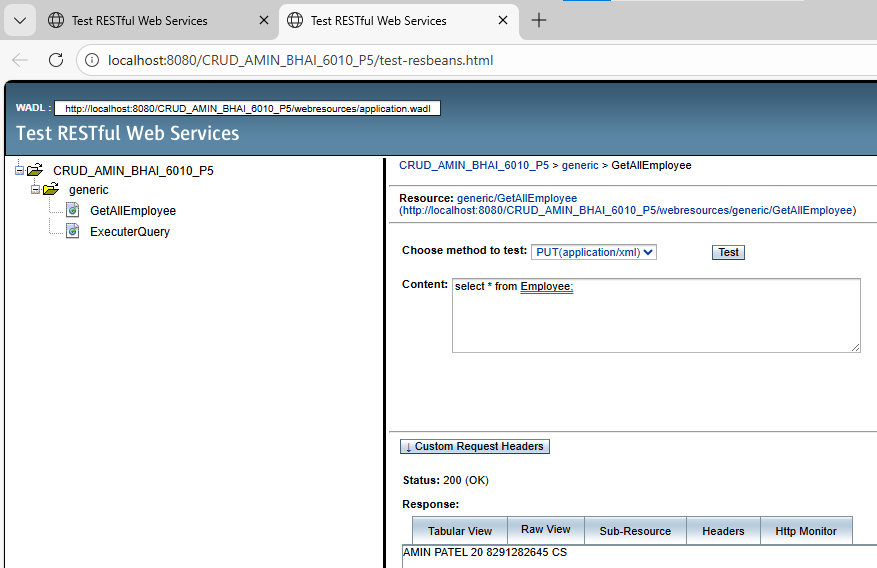 Test RESTful Web Services
Test RESTful Web Services
localhost:8080/CRUD_AMIN_BHAI_6010_P5/test-resbeans.html
WADL : http://localhost:8080/CRUD_AMIN_BHAI_6010_P5/webresources/application.wadl
Test RESTful Web Services
CRUD_AMIN_BHAI_6010_P5
generic
GetAllEmployee
ExecuterQuery
CRUD_AMIN_BHAI_6010_P5 > generic > GetAllEmployee
Resource: generic/GetAllEmployee
(http://localhost:8080/CRUD_AMIN_BHAI_6010_P5/webresources/generic/GetAllEmployee)
Choose method to test: PUT(application/xml) Test
Content: select * from Employee;
↓ Custom Request Headers
Status: 200 (OK)
Response:
Tabular View Raw View Sub-Resource Headers Http Monitor
AMIN PATEL 20 8291282645 CS